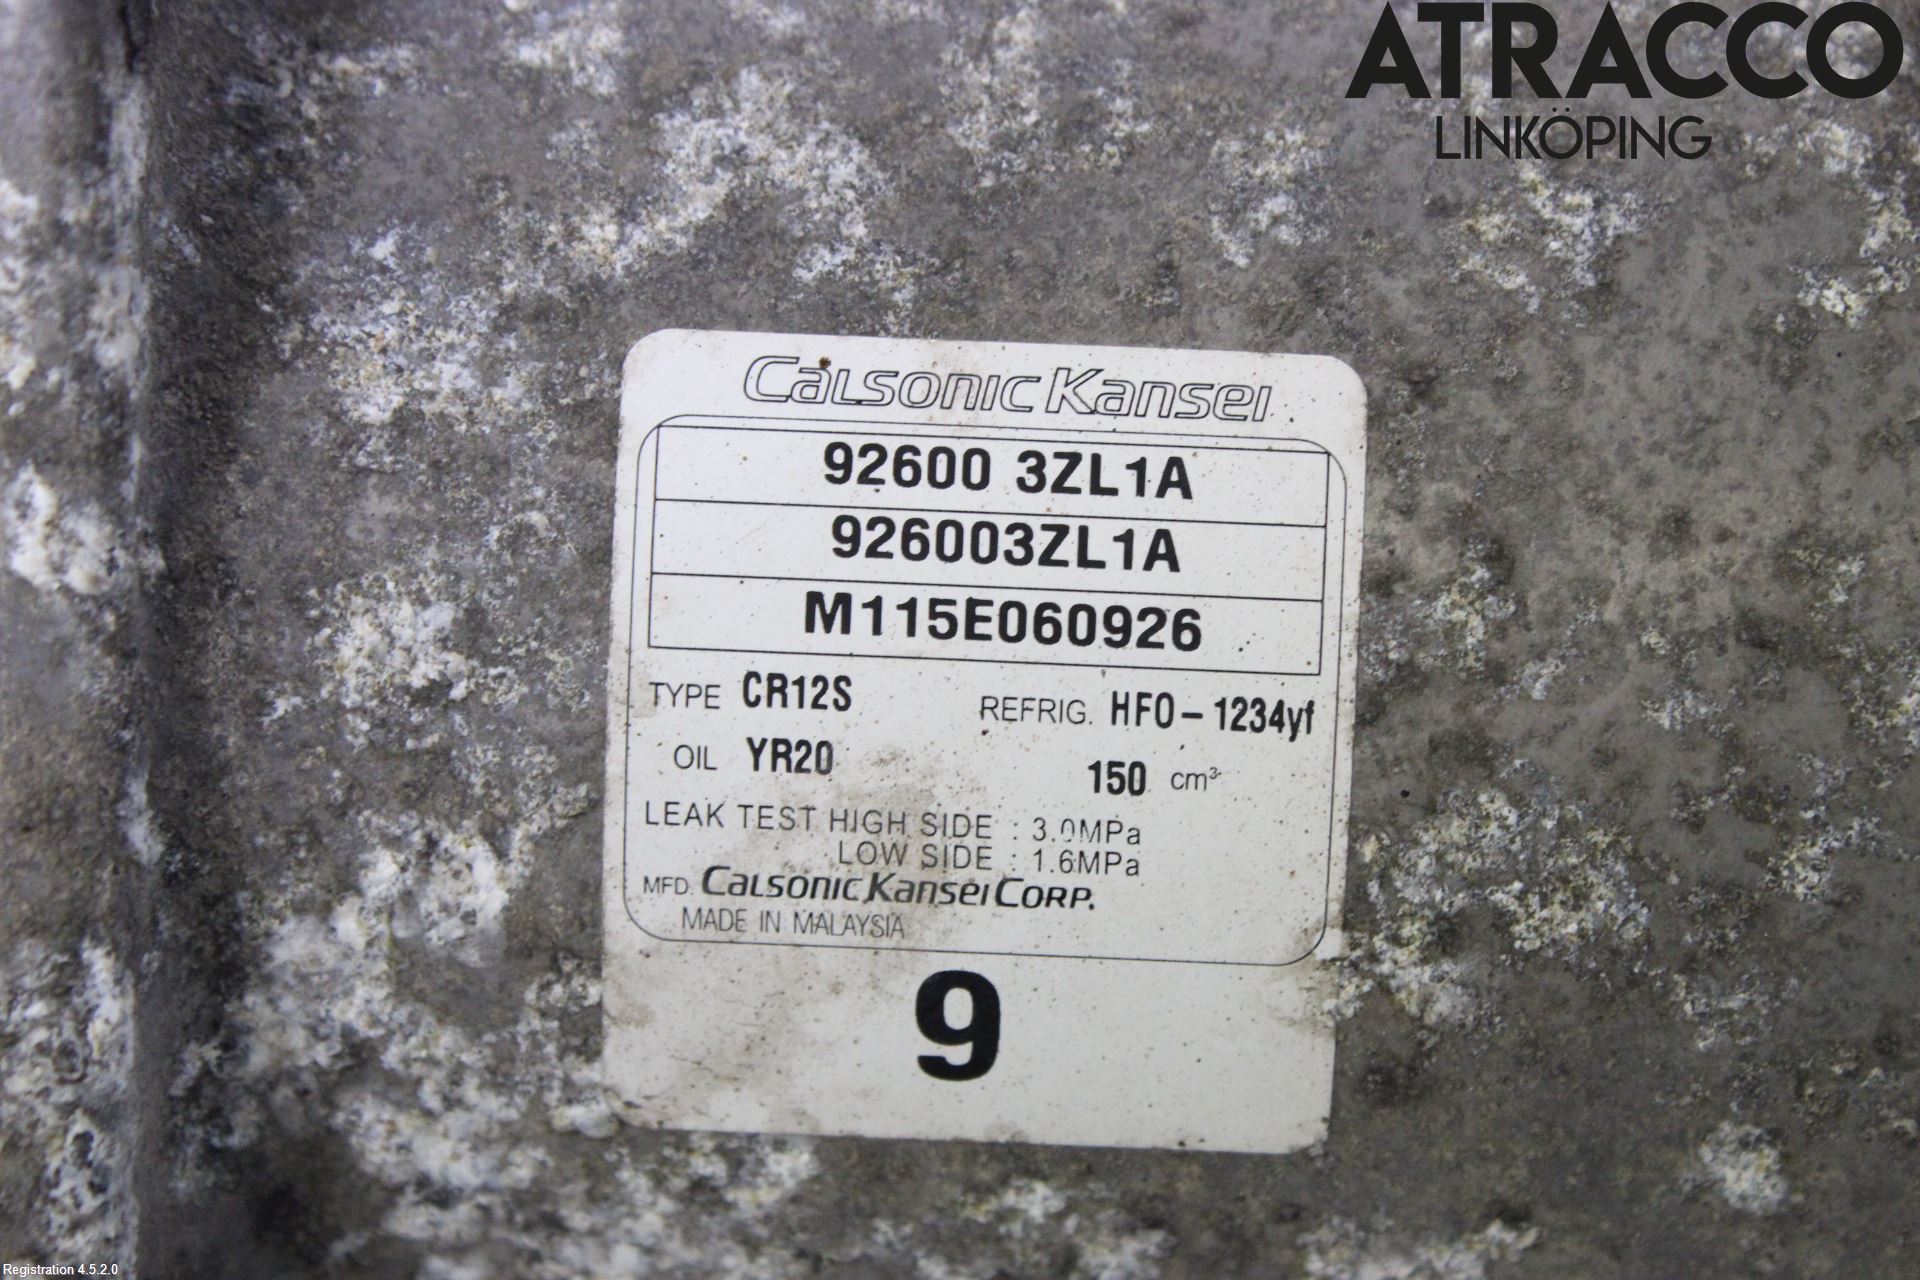 ATRACCO
LINKÖPING
CALSONIC KANSEI
92600 3ZL1A
926003ZL1A
M115E060926
TYPE CR12S REFRIG. HFO-1234yf
OIL YR20 150 cm³
LEAK TEST HIGH SIDE : 3.0MPa
LOW SIDE : 1.6MPa
MFD. CALSONIC KANSEI CORP.
MADE IN MALAYSIA
9
Registration 4.5.2.0